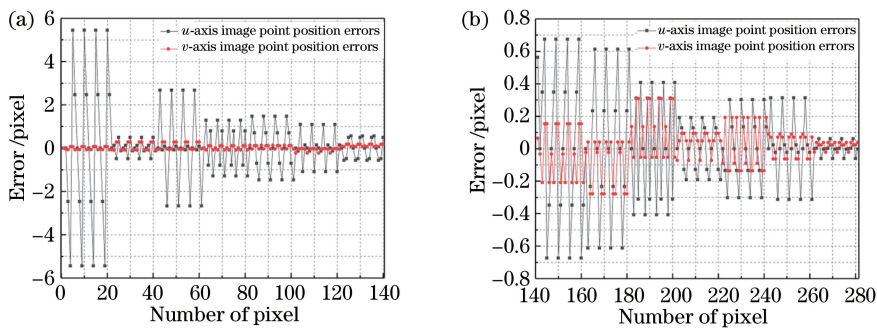 (a)
u-axis image point position errors
v-axis image point position errors
6
4
2
0
−2
−4
−6
Error /pixel
0 20 40 60 80 100 120 140
Number of pixel
(b)
u-axis image point position errors
v-axis image point position errors
0.8
0.6
0.4
0.2
0
−0.2
−0.4
−0.6
−0.8
Error /pixel
140 160 180 200 220 240 260 280
Number of pixel